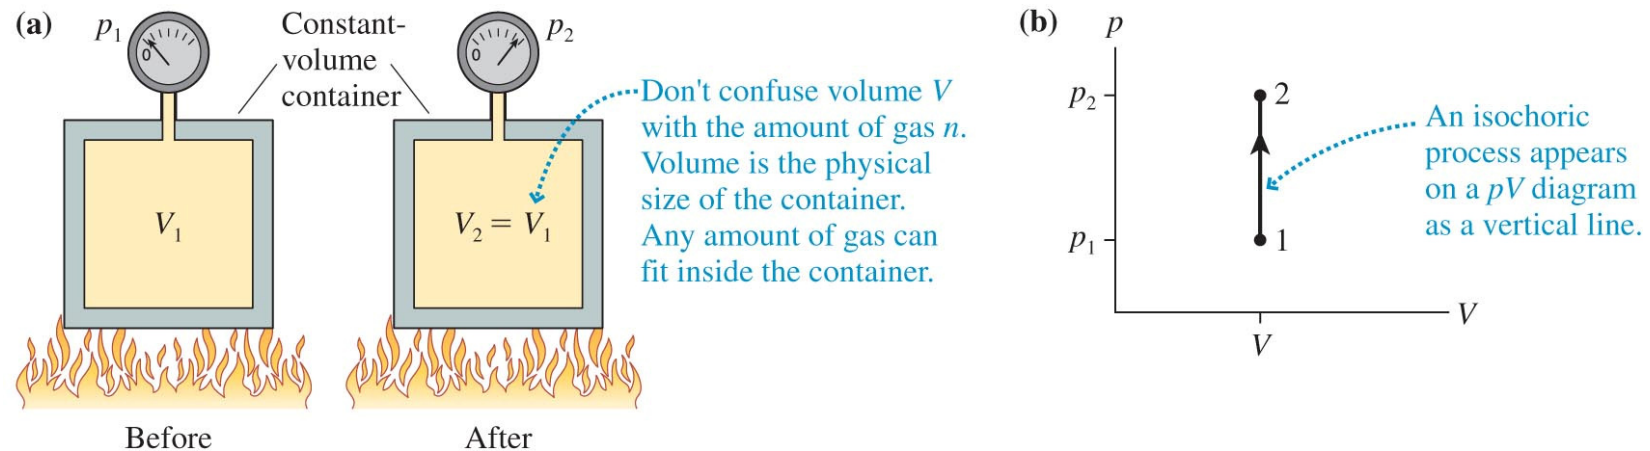 (a)
p₁
0
Constant-
volume
container
0
p₂
V₁
V₂ = V₁
Don't confuse volume V
with the amount of gas n.
Volume is the physical
size of the container.
Any amount of gas can
fit inside the container.
Before
After
(b)
p
p₂
2
p₁
1
V
V
An isochoric
process appears
on a pV diagram
as a vertical line.